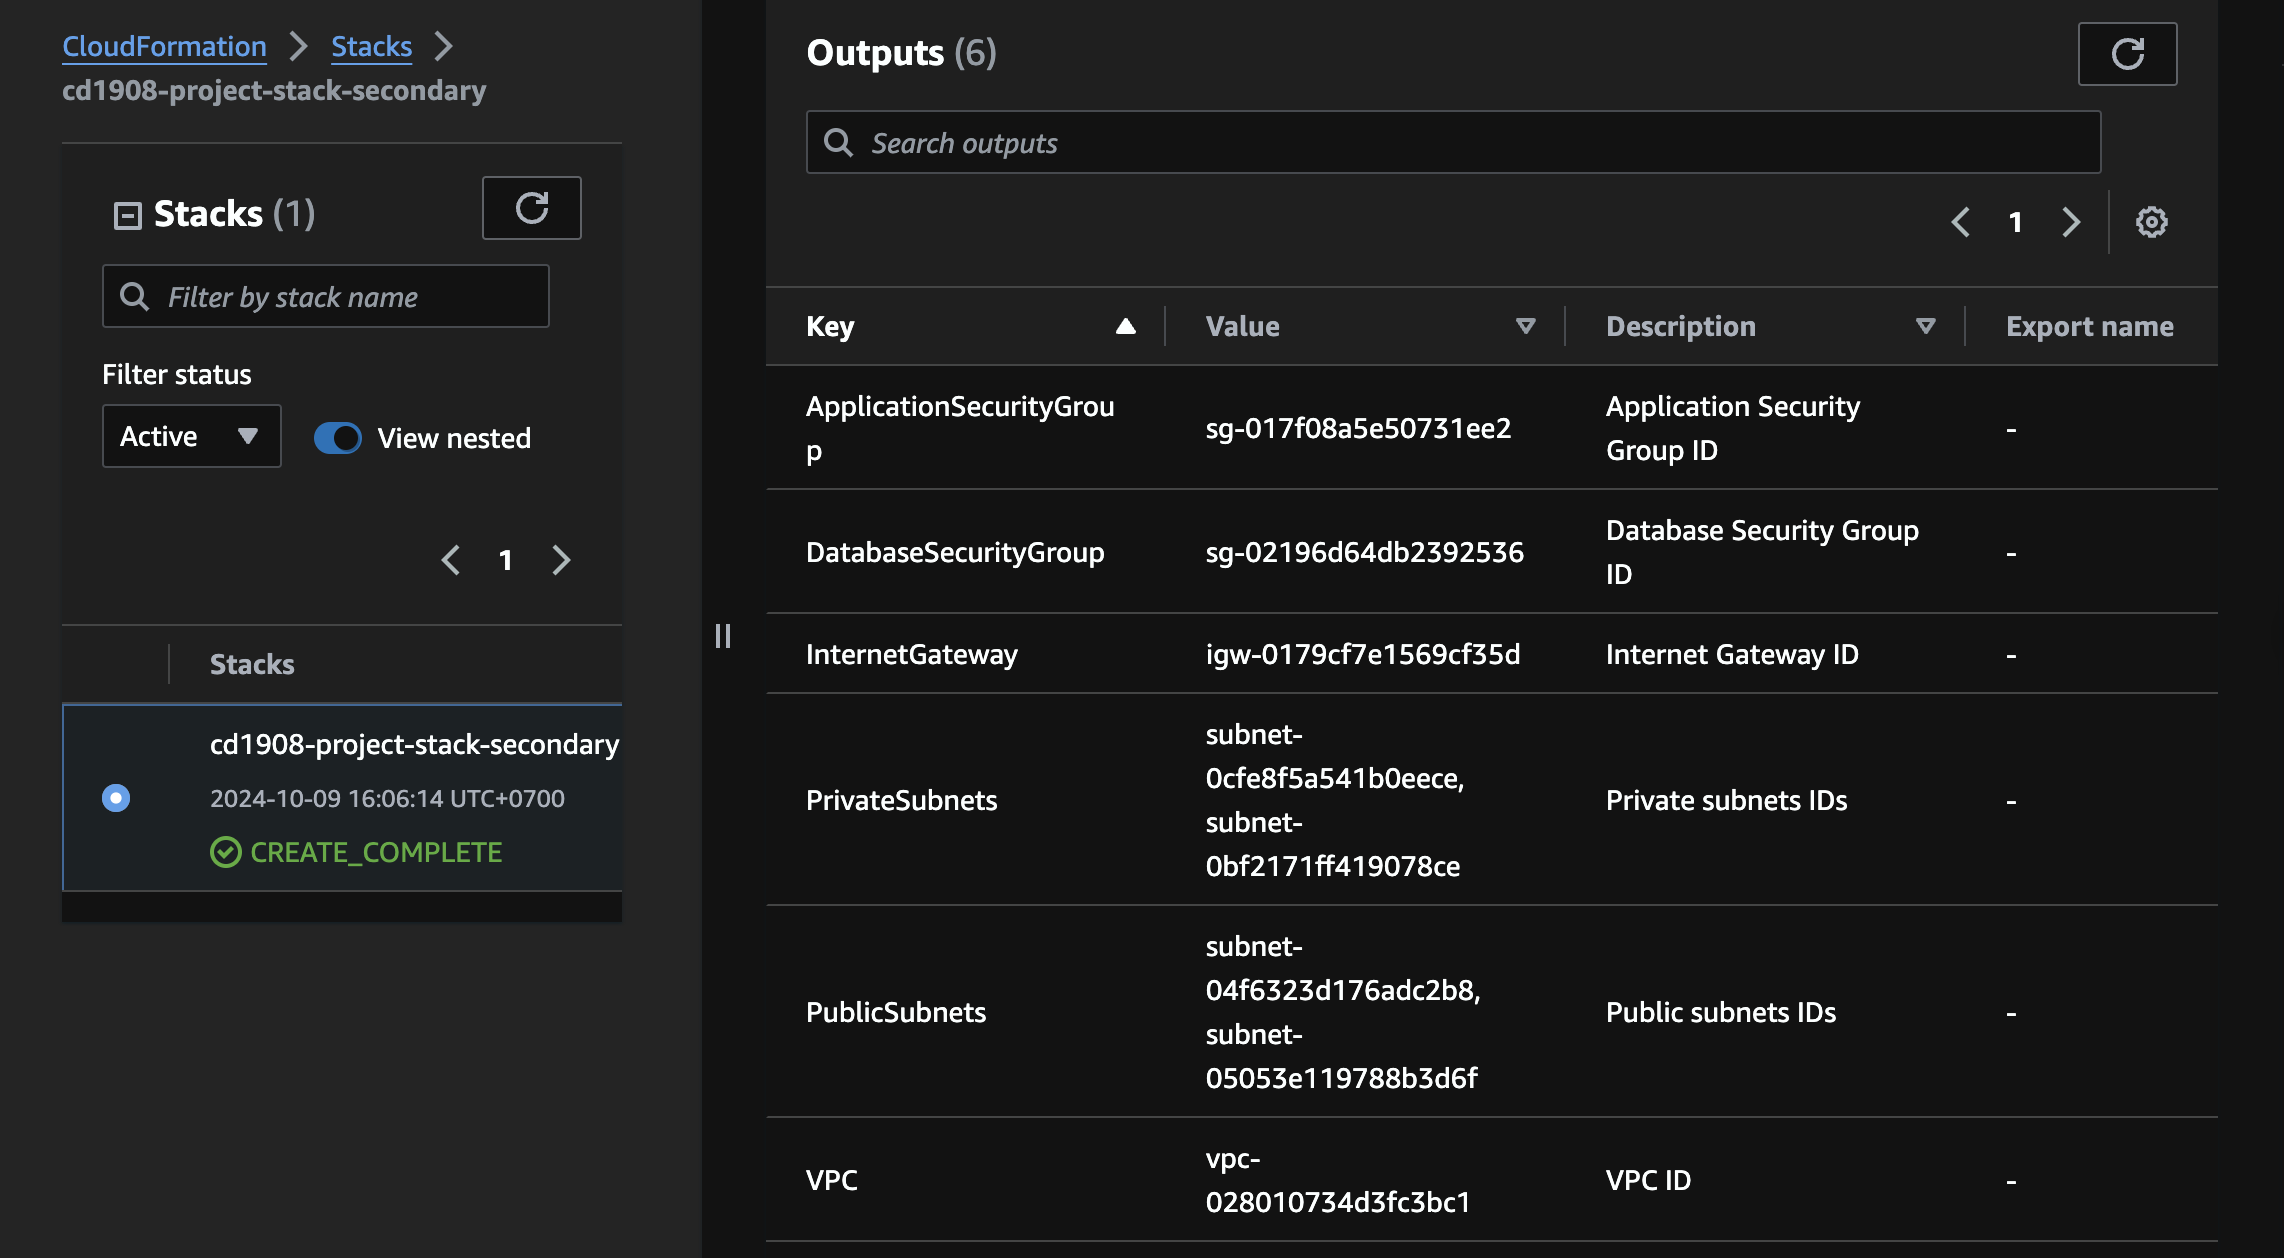 CloudFormation > Stacks >
cd1908-project-stack-secondary
Stacks (1)
Filter by stack name
Filter status
Active
View nested
1
Stacks
cd1908-project-stack-secondary
2024-10-09 16:06:14 UTC+0700
CREATE_COMPLETE
Outputs (6)
Search outputs
1
Key Value Description Export name
ApplicationSecurityGrou
p
sg-017f08a5e50731ee2
Application Security
Group ID
-
DatabaseSecurityGroup
sg-02196d64db2392536
Database Security Group
ID
-
InternetGateway igw-0179cf7e1569cf35d Internet Gateway ID -
PrivateSubnets
subnet-
0cfe8f5a541b0eece,
subnet-
0bf2171ff419078ce
Private subnets IDs
-
PublicSubnets
subnet-
04f6323d176adc2b8,
subnet-
05053e119788b3d6f
Public subnets IDs
-
VPC
vpc-
028010734d3fc3bc1
VPC ID
-